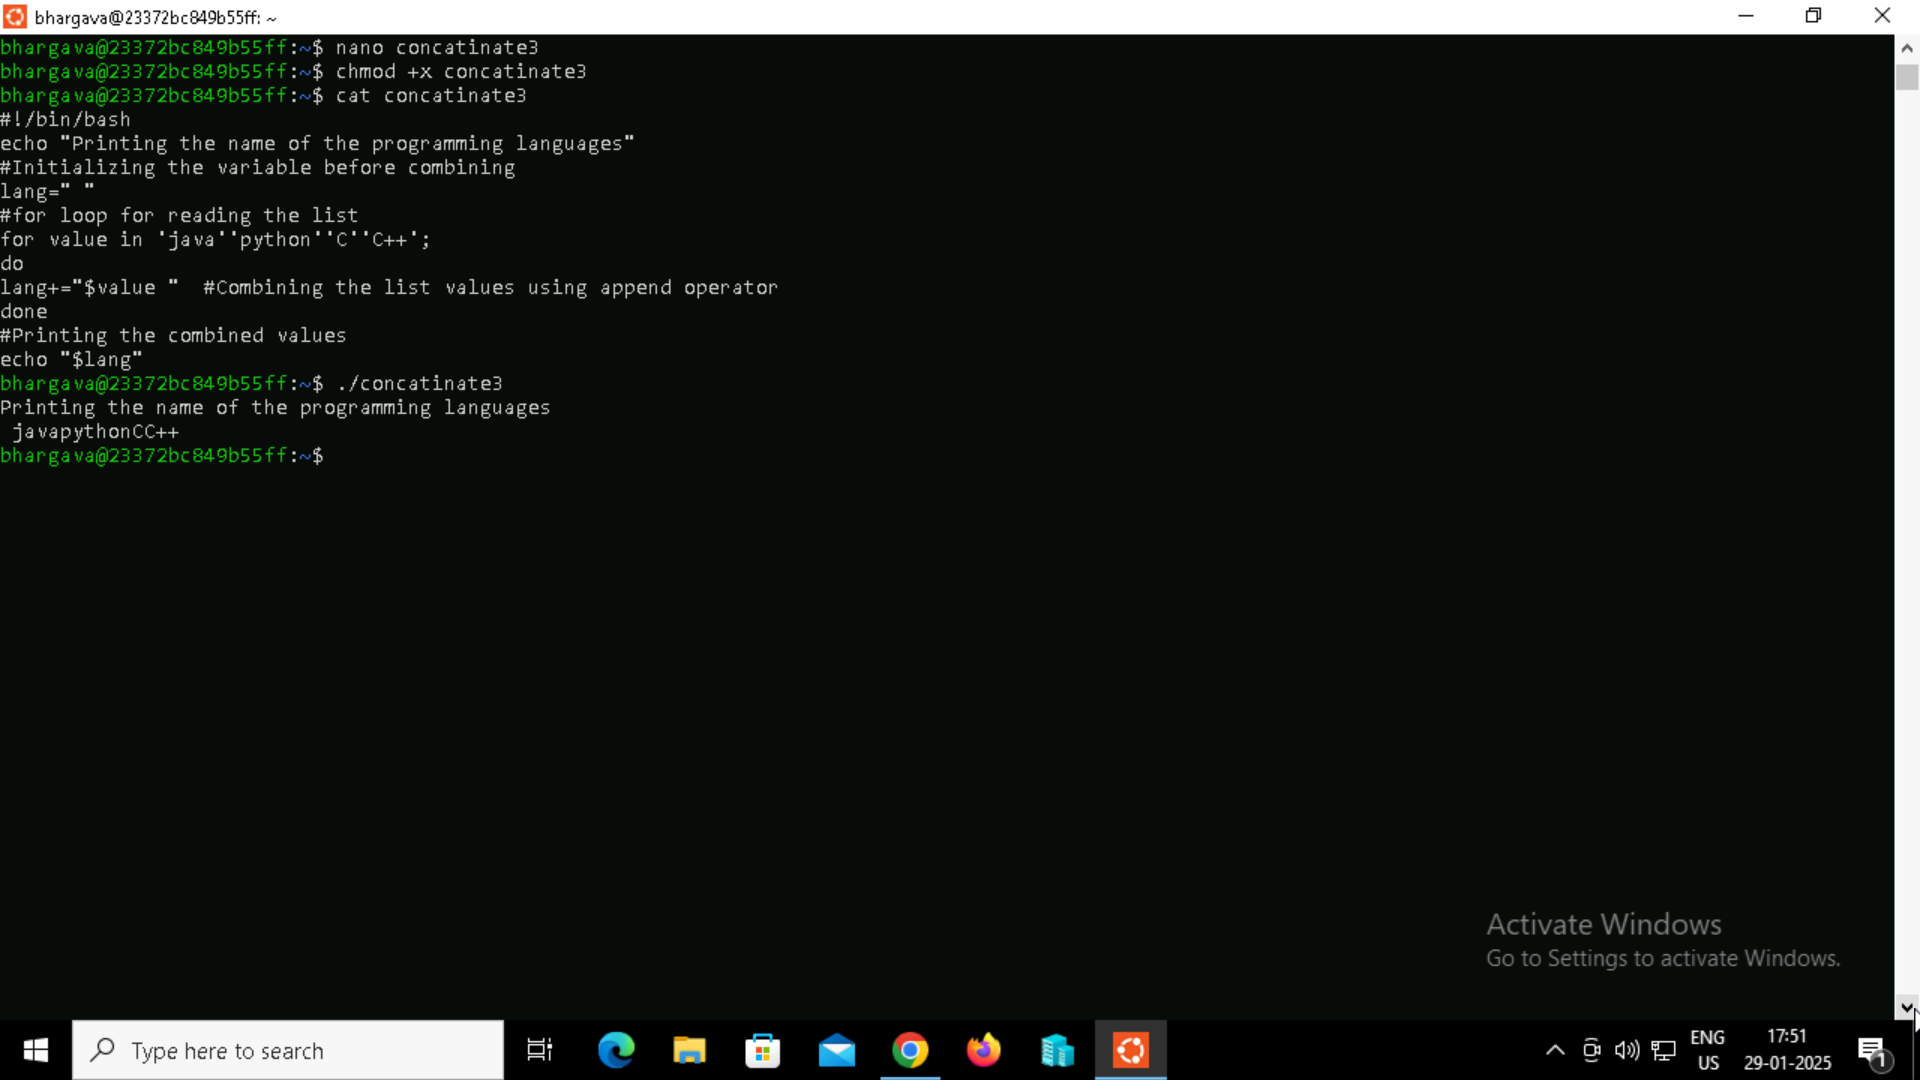 bhargava@23372bc849b55ff: ~
bhargava@23372bc849b55ff:~$ nano concatinate3
bhargava@23372bc849b55ff:~$ chmod +x concatinate3
bhargava@23372bc849b55ff:~$ cat concatinate3
#!/bin/bash
echo "Printing the name of the programming languages"
#Initializing the variable before combining
lang=" "
#for loop for reading the list
for value in 'java''python''C''C++';
do
lang+="$value "  #Combining the list values using append operator
done
#Printing the combined values
echo "$lang"
bhargava@23372bc849b55ff:~$ ./concatinate3
Printing the name of the programming languages
 javapythonCC++
bhargava@23372bc849b55ff:~$
Activate Windows
Go to Settings to activate Windows.
Type here to search
ENG
US
17:51
29-01-2025
1